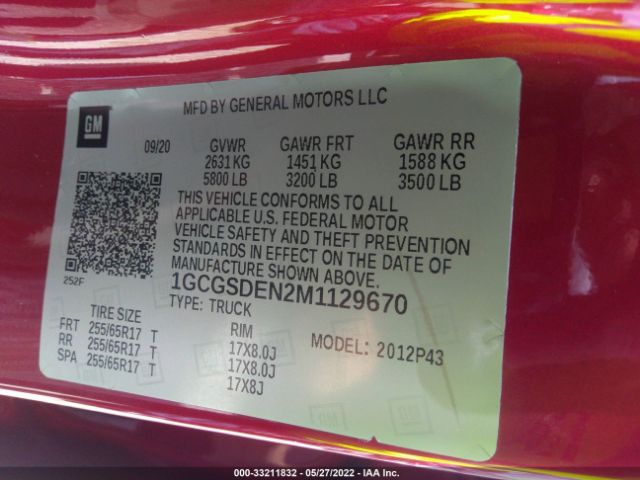 MFD BY GENERAL MOTORS LLC
GM
09/20 GVWR GAWR FRT GAWR RR
2631 KG 1451 KG 1588 KG
5800 LB 3200 LB 3500 LB
THIS VEHICLE CONFORMS TO ALL
APPLICABLE U.S. FEDERAL MOTOR
VEHICLE SAFETY AND THEFT PREVENTION
STANDARDS IN EFFECT ON THE DATE OF
MANUFACTURE SHOWN ABOVE.
252F
1GCGSDEN2M1129670
TYPE: TRUCK
TIRE SIZE RIM
FRT 255/65R17 T 17X8.0J
RR 255/65R17 T 17X8.0J
SPA 255/65R17 T 17X8J
MODEL: 2012P43
000-33211832 - 05/27/2022 - IAA Inc.